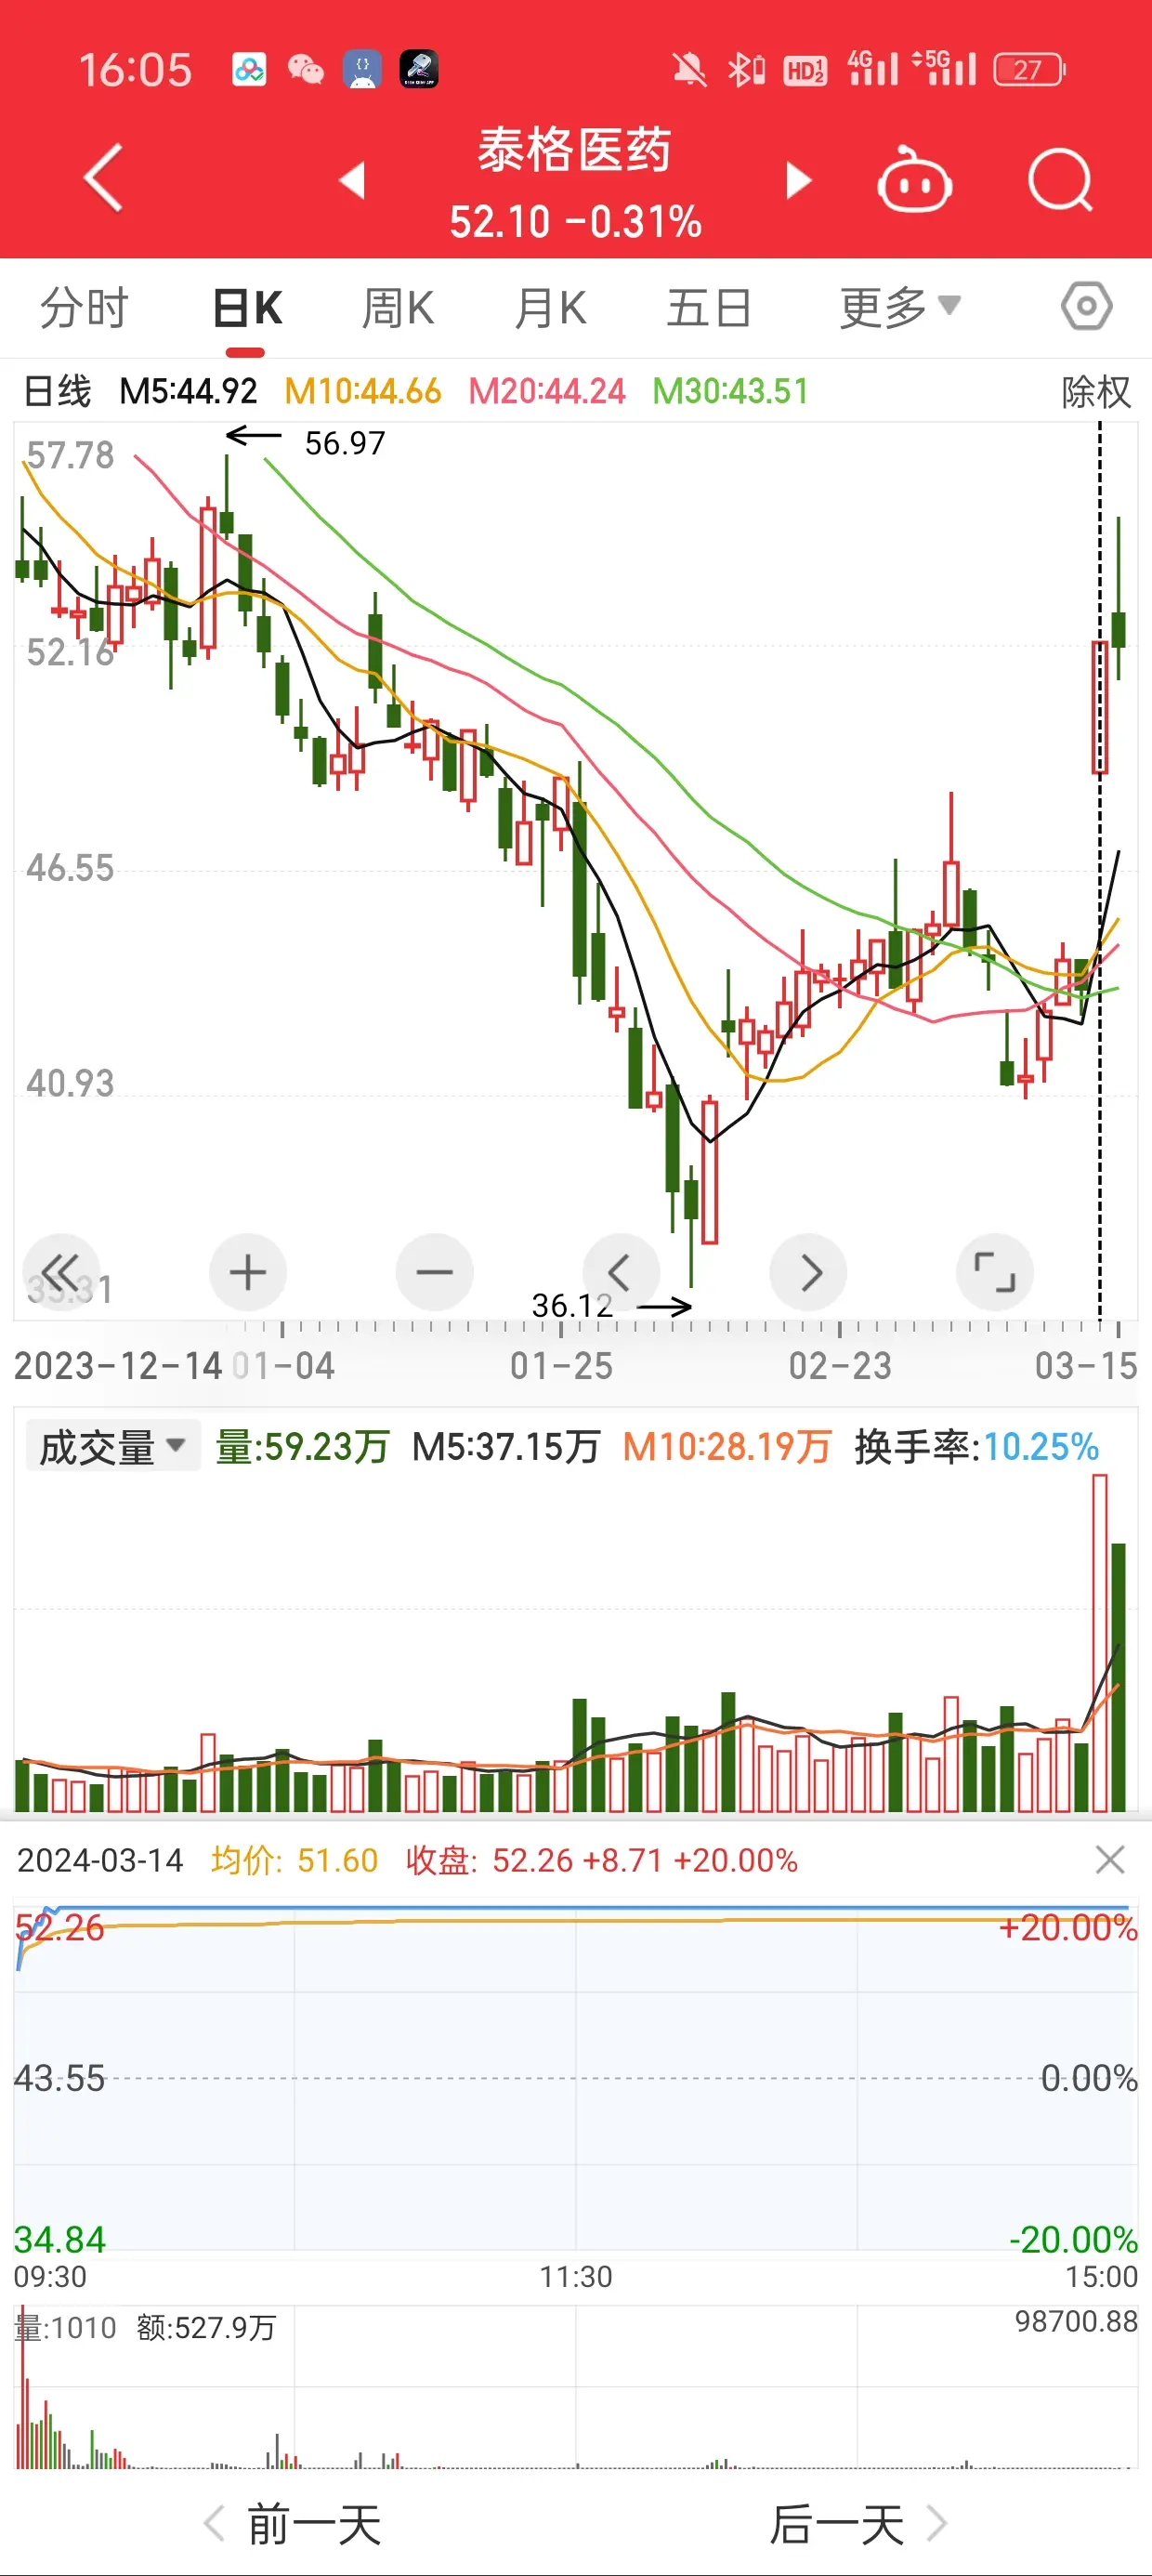 16:05 HD 1 2 4G 5G 27
泰格医药
52.10 -0.31%
分时 日K 周K 月K 五日 更多
日线 M5:44.92 M10:44.66 M20:44.24 M30:43.51 除权
57.78
56.97
52.16
46.55
40.93
35.31
36.12
2023-12-14 01-04 01-25 02-23 03-15
成交量 量:59.23万 M5:37.15万 M10:28.19万 换手率:10.25%
2024-03-14 均价: 51.60 收盘: 52.26 +8.71 +20.00%
52.26 +20.00%
43.55 0.00%
34.84 -20.00%
09:30 11:30 15:00
量:1010 额:527.9万 98700.88
前一天 后一天